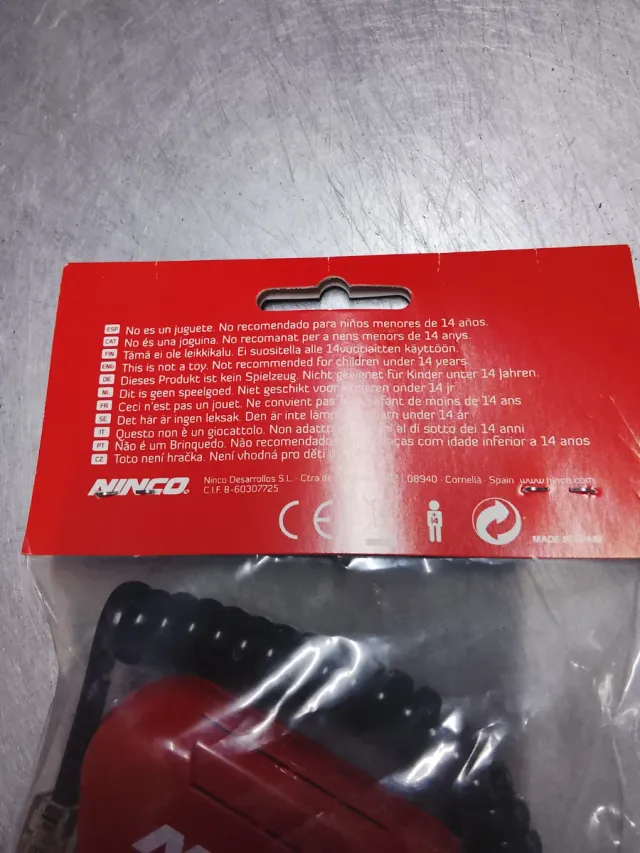 ESP No es un juguete. No recomendado para niños menores de 14 años.
CAT No és una joguina. No recomanat per a nens menors de 14 anys.
FIN Tämä ei ole leikkikalu. Ei suositella alle 14vuotiaitten käyttöön.
ENG This is not a toy. Not recommended for children under 14 years.
DE Dieses Produkt ist kein Spielzeug. Nicht geeignet für Kinder unter 14 jahren.
NL Dit is geen speelgoed. Niet geschikt voor onder 14 jr
FR Ceci n'est pas un jouet. Ne convient pas enfant de moins de 14 ans
SE Det här är ingen leksak. Den är inte barn under 14 år
IT Questo non è un giocattolo. Non al di sotto dei 14 anni
PT Não é um Brinquedo. Não recomendado com idade inferior a 14 anos
CZ Toto není hračka. Není vhodná pro děti
NINCO Ninco Desarrollos S.L. - Ctra 08940 - Cornellà - Spain www.ninco.com
C.I.F. B-60307725
CE +14 MADE IN